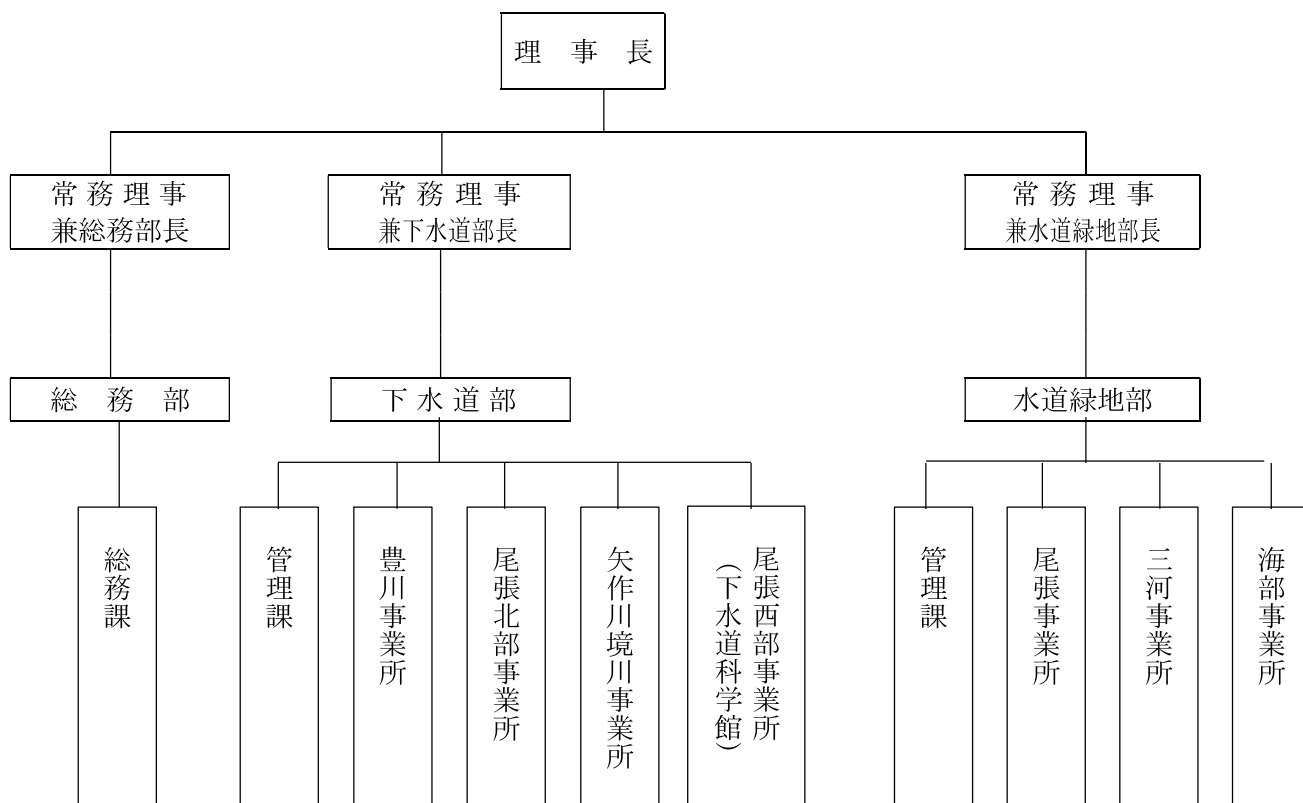 理事長
常務理事
兼総務部長
常務理事
兼下水道部長
常務理事
兼水道緑地部長
総務部
下水道部
水道緑地部
総務課
管理課
豊川事業所
尾張北部事業所
矢作川境川事業所
尾張西部事業所
(下水道科学館)
管理課
尾張事業所
三河事業所
海部事業所